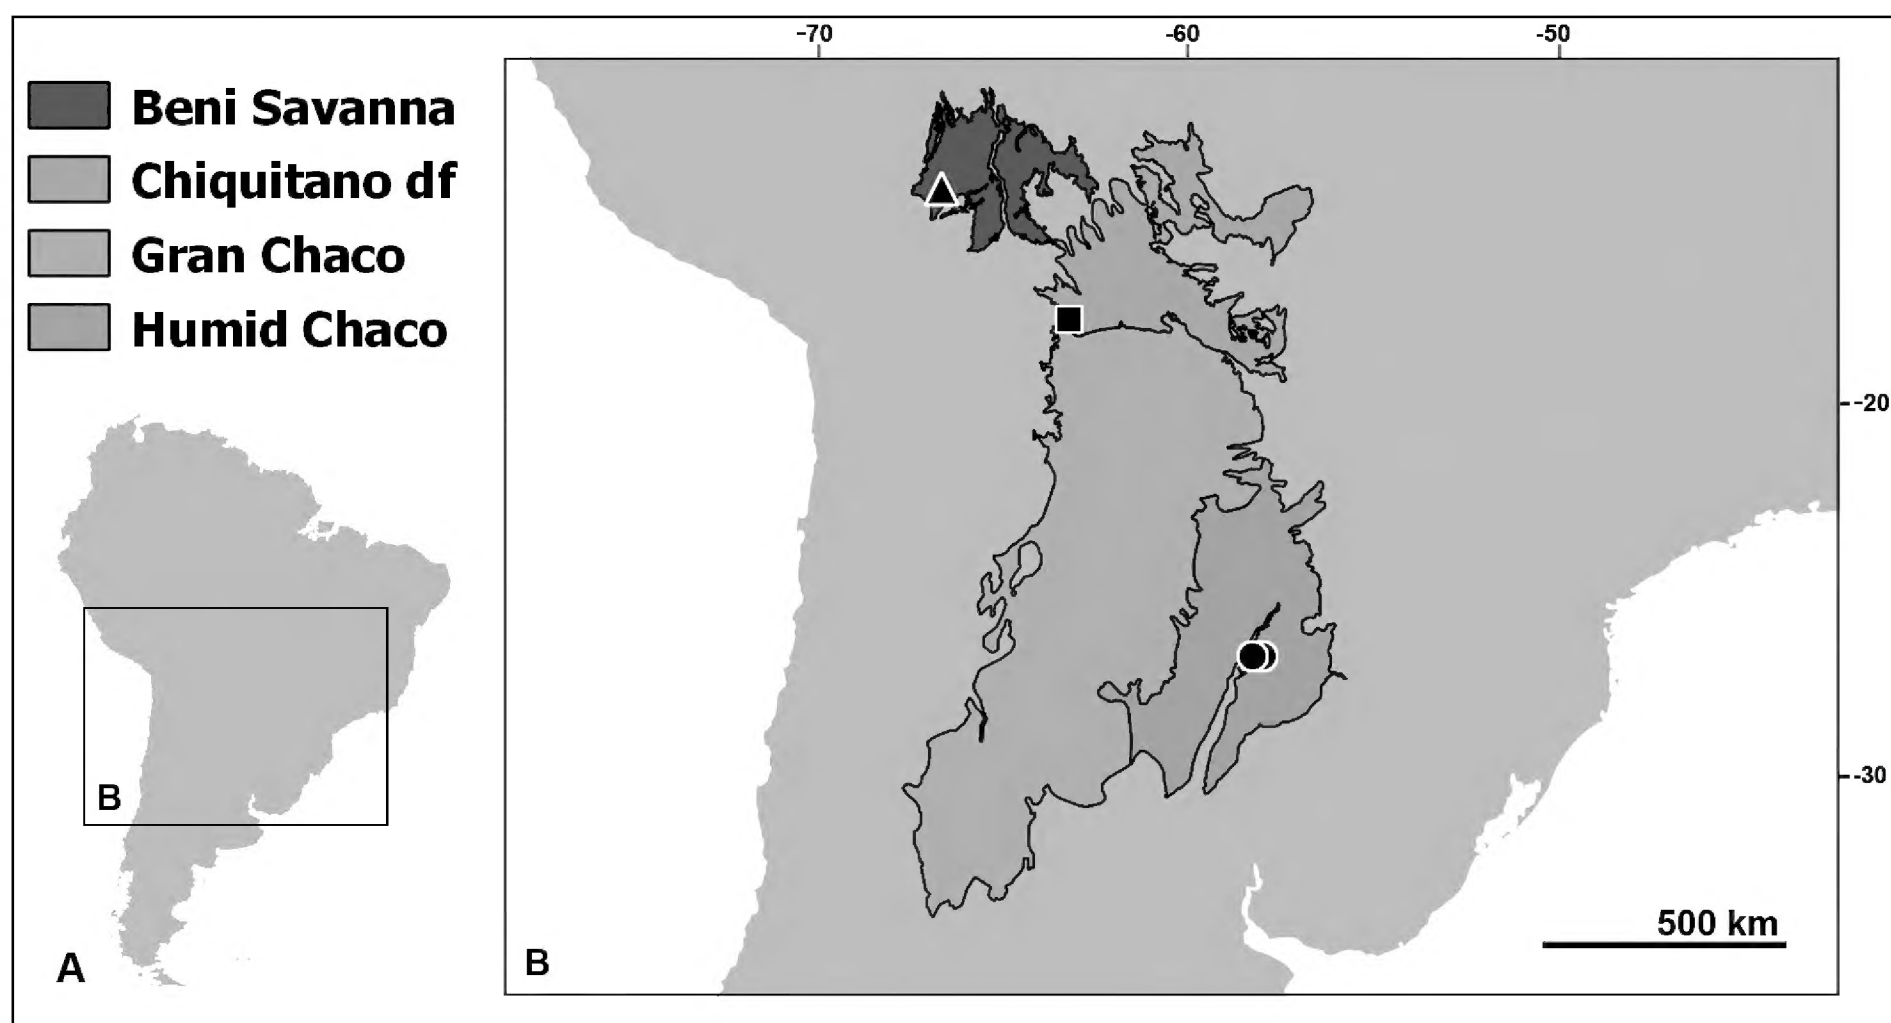 -70 -60 -50
Beni Savanna
Chiquitano df
Gran Chaco
Humid Chaco
-20
-30
B
A
B
500 km